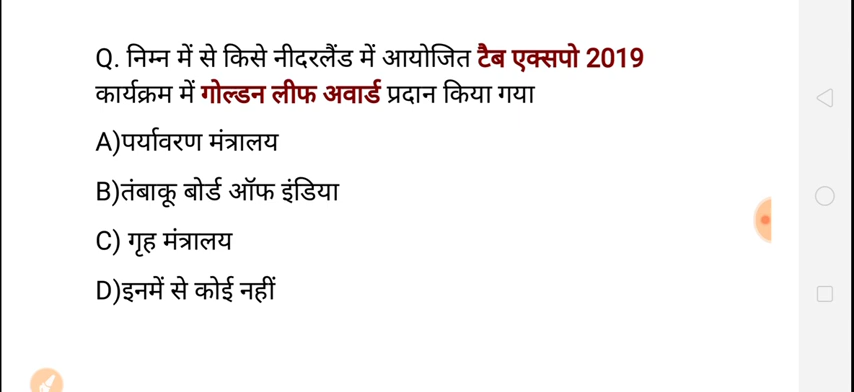 Q. निम्न में से किसे नीदरलैंड में आयोजित टैब एक्सपो 2019
कार्यक्रम में गोल्डन लीफ अवार्ड प्रदान किया गया
A)पर्यावरण मंत्रालय
B)तंबाकू बोर्ड ऑफ इंडिया
C) गृह मंत्रालय
D)इनमें से कोई नहीं